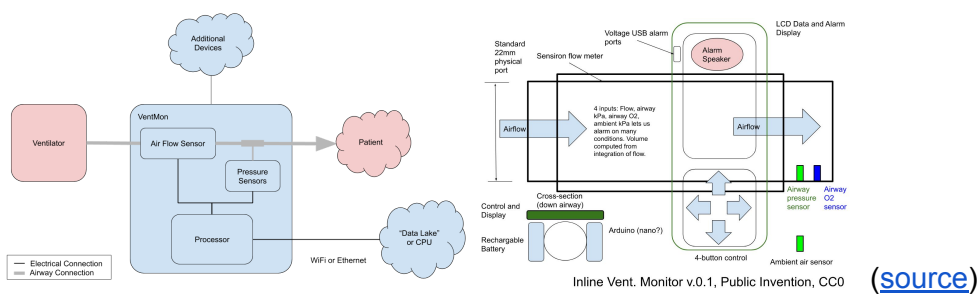 Additional
Devices
VentMon
Ventilator
Air Flow Sensor
Patient
Pressure
Sensors
Processor
"Data Lake"
or CPU
WiFi or Ethernet
Electrical Connection
Airway Connection
Standard
22mm
physical
port
Voltage USB alarm
ports
LCD Data and Alarm
Display
Sensiron flow meter
Alarm
Speaker
Airflow
4 inputs: Flow, airway
kPa, airway O2,
ambient kPa lets us
alarm on many
conditions. Volume
computed from
integration of flow.
Airflow
Cross-section
(down airway)
Control and
Display
Rechargable
Battery
Arduino (nano?)
4-button control
Airway
pressure
sensor
Airway
O2
sensor
Ambient air sensor
Inline Vent. Monitor v.0.1, Public Invention, CC0
(source)